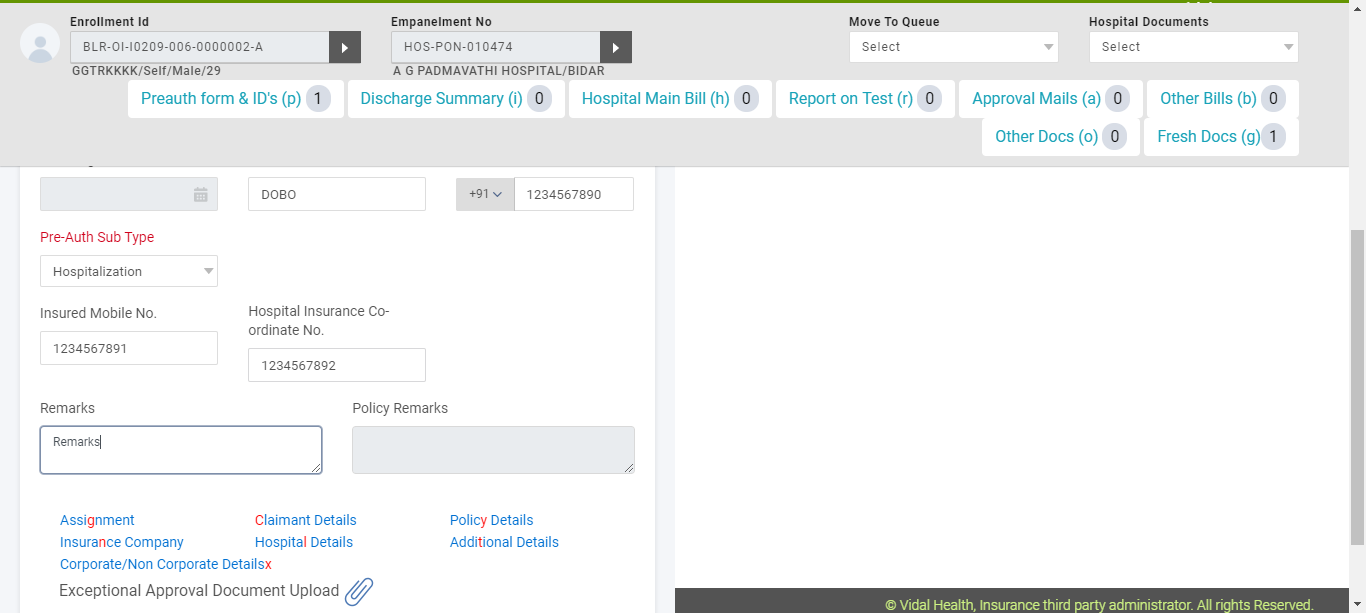 Enrollment Id Empanelment No Move To Queue Hospital Documents
BLR-OI-I0209-006-0000002-A HOS-PON-010474 Select Select
GGTRKKKK/Self/Male/29 A G PADMAVATHI HOSPITAL/BIDAR
Preauth form & ID's (p) 1 Discharge Summary (i) 0 Hospital Main Bill (h) 0 Report on Test (r) 0 Approval Mails (a) 0 Other Bills (b) 0
Other Docs (o) 0 Fresh Docs (g) 1
DOBO +91 1234567890
Pre-Auth Sub Type
Hospitalization
Insured Mobile No. Hospital Insurance Co-
ordinate No.
1234567891 1234567892
Remarks Policy Remarks
Remarks
Assignment Claimant Details Policy Details
Insurance Company Hospital Details Additional Details
Corporate/Non Corporate Detailsx
Exceptional Approval Document Upload
© Vidal Health, Insurance third party administrator. All rights Reserved.